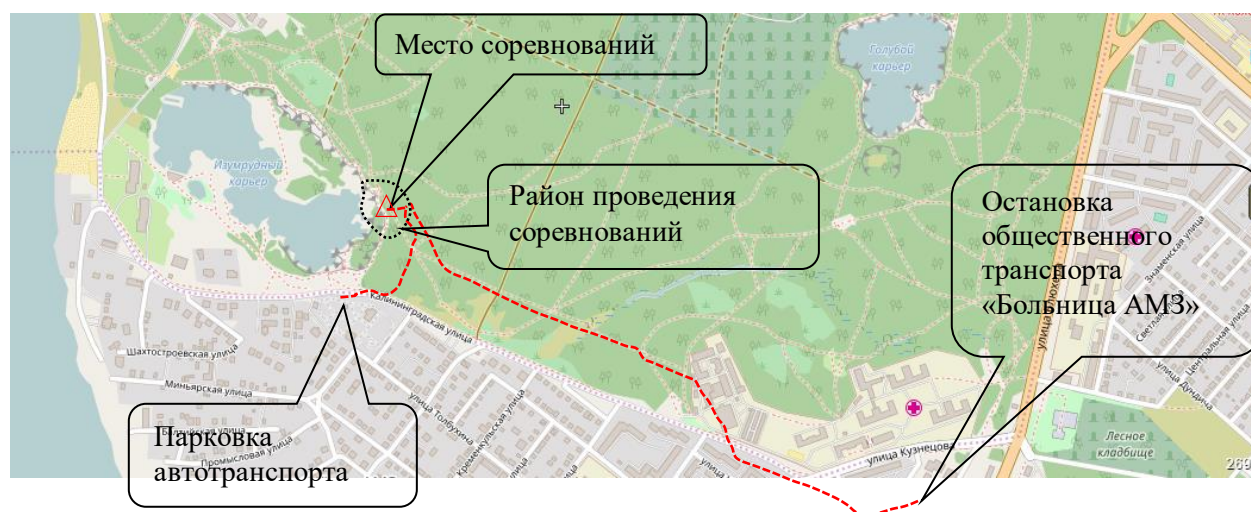 Место соревнований
Голубой
карьер
Изумрудный
карьер
Район проведения
соревнований
Остановка
общественного
транспорта
«Больница АМЗ»
Знаменская улица
Светлая
Центральная улица
улица Дундича
улица Блюхера
Калининградская улица
Шахтостроевская улица
Миньярская улица
улица Толбухина
Кременкульская улица
Промысловая улица
Парковка
автотранспорта
улица Кузнецова
Лесное
кладбище
269